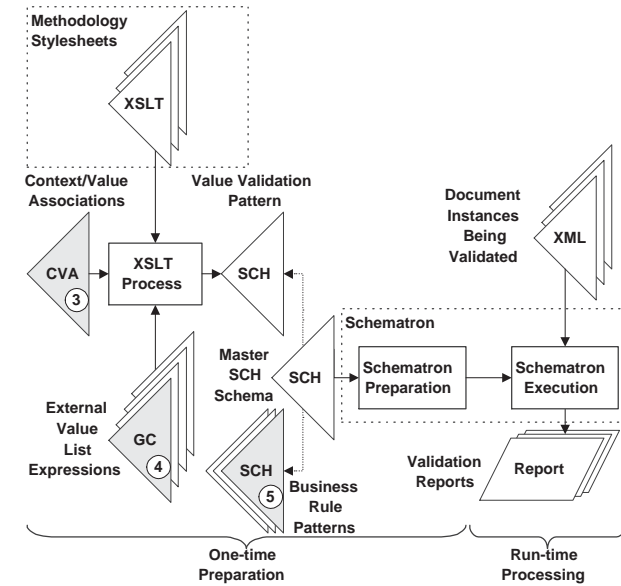 Methodology
Stylesheets
XSLT
Context/Value
Associations
Value Validation
Pattern
Document
Instances
Being
Validated
XML
CVA
3
XSLT
Process
SCH
Schematron
Master
SCH
Schema
SCH
Schematron
Preparation
Schematron
Execution
External
Value
List
Expressions
GC
4
SCH
5
Business
Rule
Patterns
Validation
Reports
Report
One-time
Preparation
Run-time
Processing